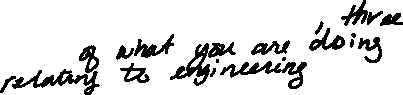 , three
of what you are doing
relating to engineering